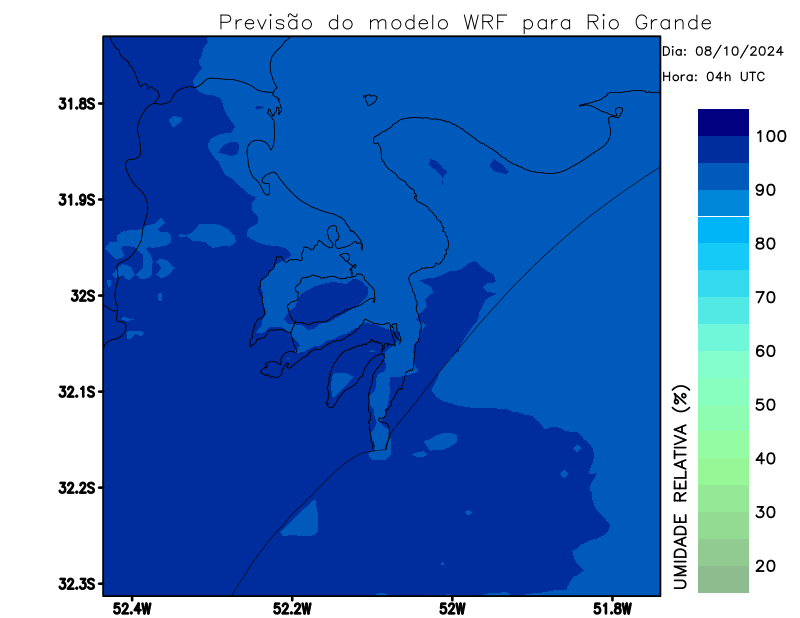 Previsão do modelo WRF para Rio Grande
Dia: 08/10/2024
Hora: 04h UTC
31.8S
31.9S
32S
32.1S
32.2S
32.3S
52.4W
52.2W
52W
51.8W
100
90
80
70
60
50
40
30
20
UMIDADE RELATIVA (%)